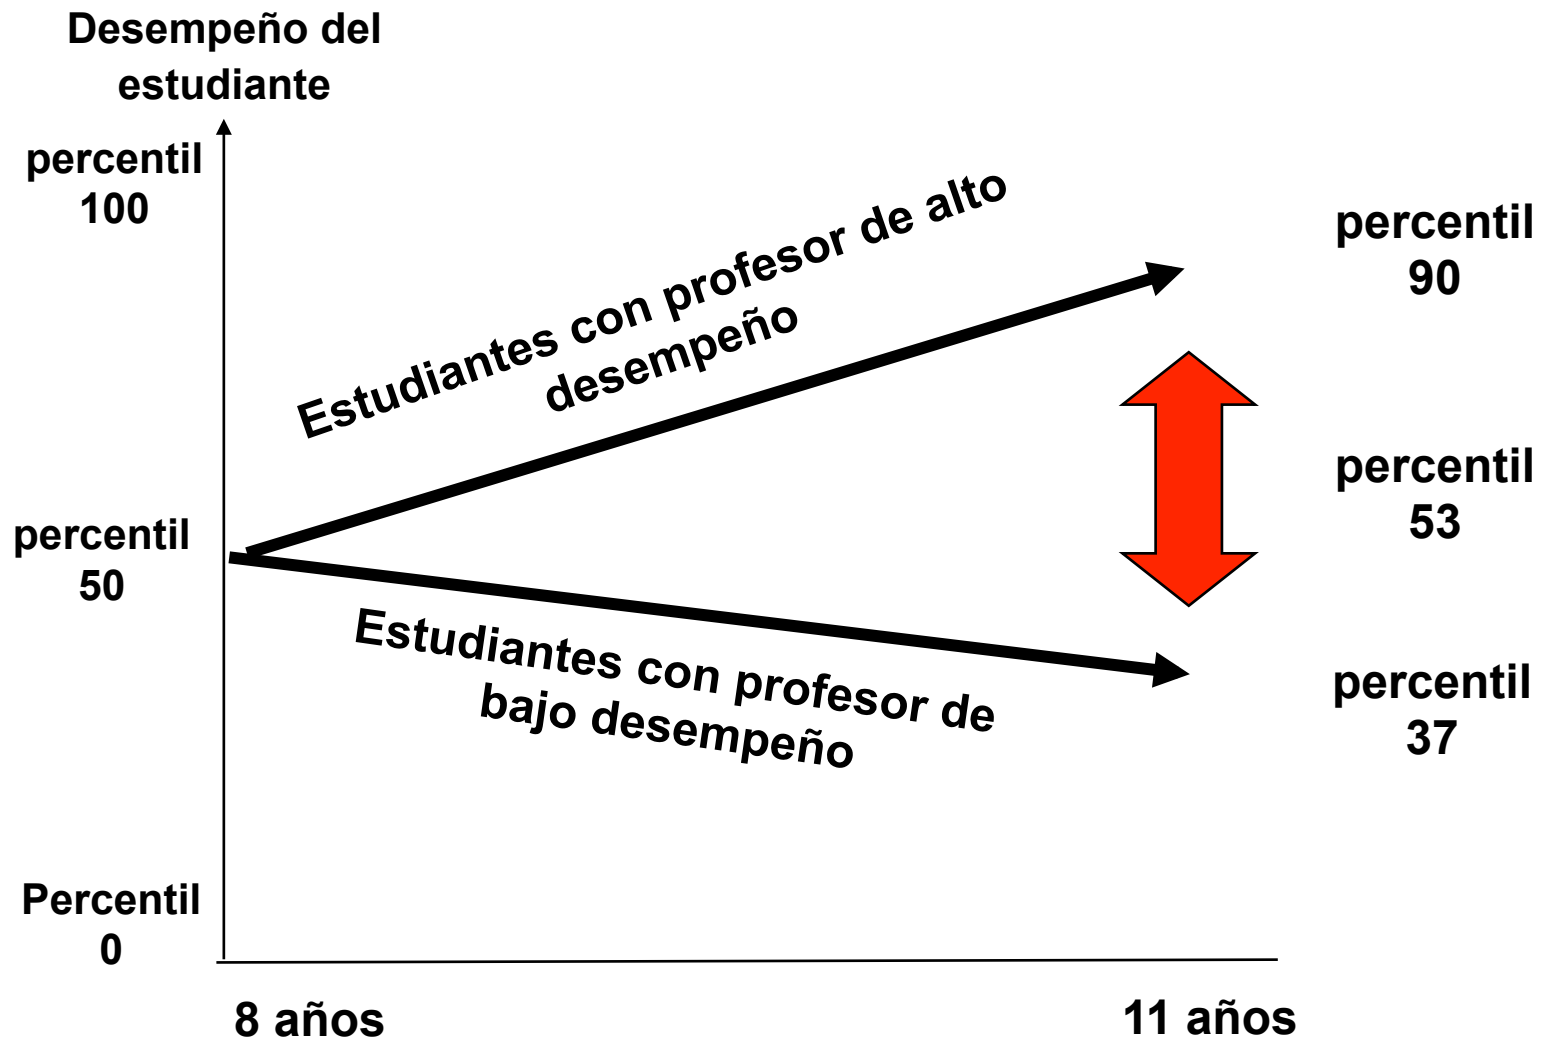 Desempeño del
estudiante
percentil
100
Estudiantes con profesor de alto
desempeño
percentil
90
percentil
53
percentil
50
Estudiantes con profesor de
bajo desempeño
percentil
37
Percentil
0
8 años
11 años